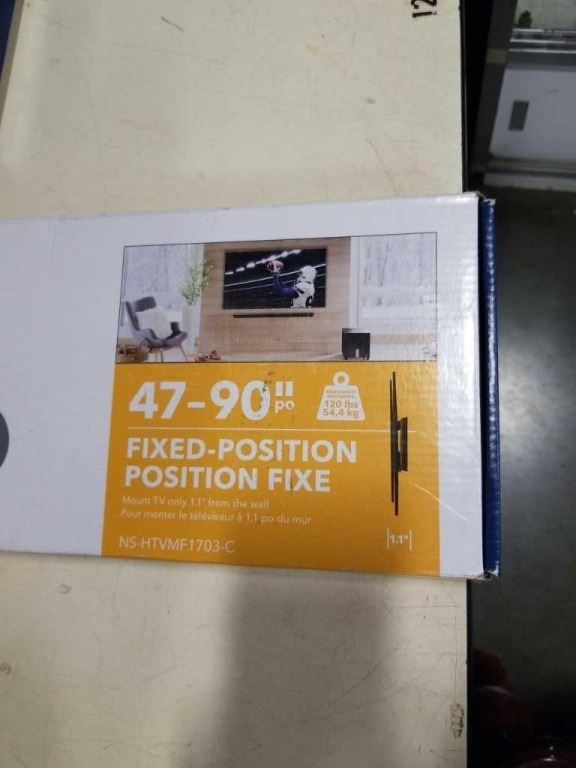 12
47-90" po
120 lbs
54,4 kg
FIXED-POSITION
POSITION FIXE
Mount TV only 1.1" from the wall
Pour monter le téléviseur à 1,1 po du mur
NS-HTVMF1703-C
1.1"